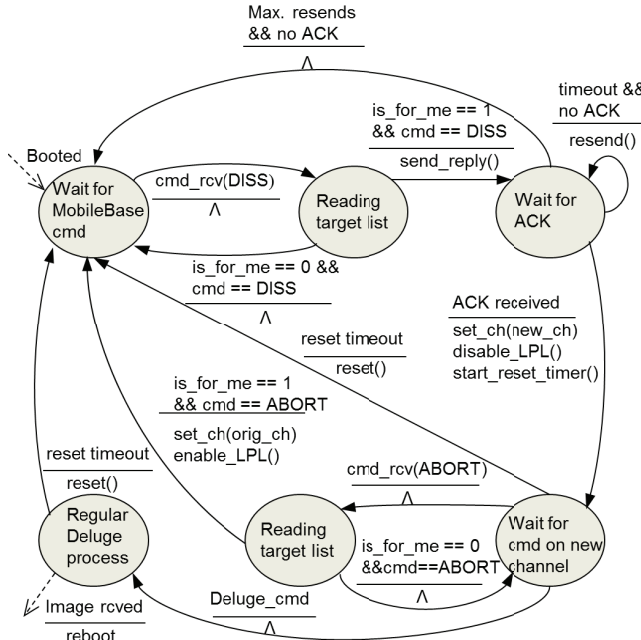 Max. resends
&& no ACK
Λ
timeout &&
no ACK
resend()
is_for_me == 1
&& cmd == DISS
send_reply()
Booted
cmd_rcv(DISS)
Λ
Wait for
MobileBase
cmd
Reading
target list
Wait for
ACK
is_for_me == 0 &&
cmd == DISS
Λ
ACK received
set_ch(new_ch)
disable_LPL()
start_reset_timer()
reset timeout
reset()
is_for_me == 1
&& cmd == ABORT
set_ch(orig_ch)
enable_LPL()
reset timeout
reset()
cmd_rcv(ABORT)
Λ
Regular
Deluge
process
Reading
target list
Wait for
cmd on new
channel
is_for_me == 0
&&cmd==ABORT
Λ
Image rcved
reboot
Deluge_cmd
Λ